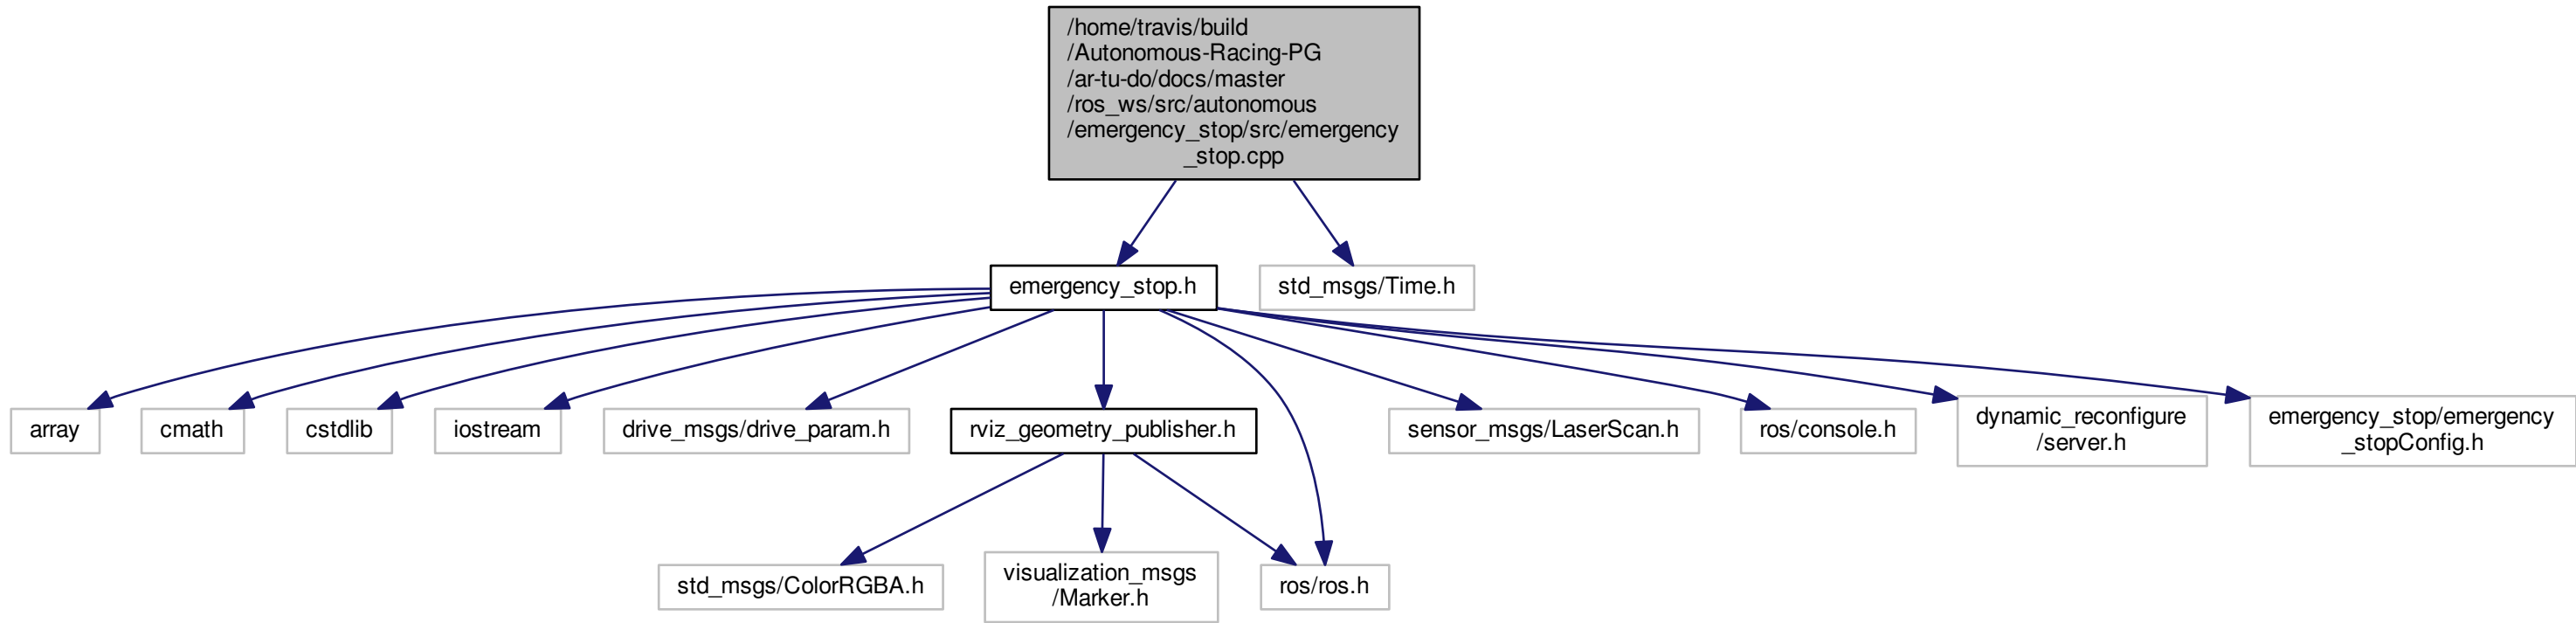 /home/travis/build
/Autonomous-Racing-PG
/ar-tu-do/docs/master
/ros_ws/src/autonomous
/emergency_stop/src/emergency
_stop.cpp
emergency_stop.h
std_msgs/Time.h
array
cmath
cstdlib
iostream
drive_msgs/drive_param.h
rviz_geometry_publisher.h
sensor_msgs/LaserScan.h
ros/console.h
dynamic_reconfigure
/server.h
emergency_stop/emergency
_stopConfig.h
std_msgs/ColorRGBA.h
visualization_msgs
/Marker.h
ros/ros.h